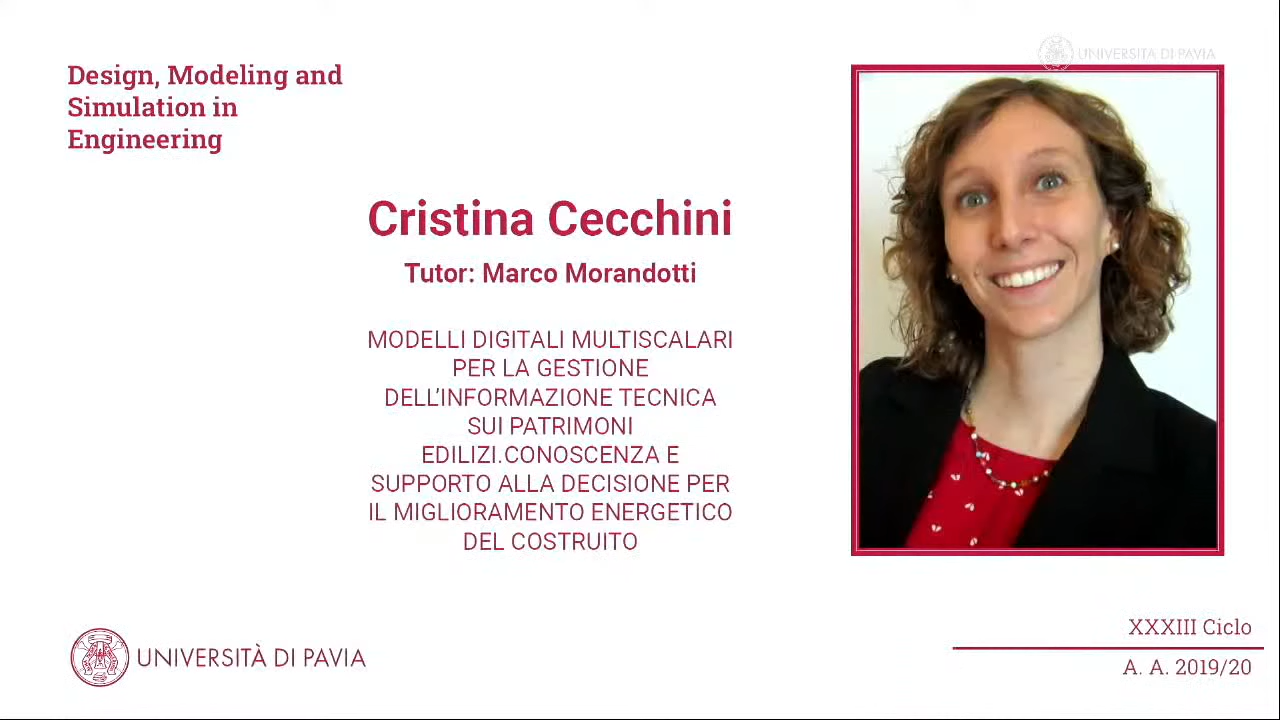 UNIVERSITÀ DI PAVIA
Design, Modeling and
Simulation in
Engineering
Cristina Cecchini
Tutor: Marco Morandotti
MODELLI DIGITALI MULTISCALARI
PER LA GESTIONE
DELL'INFORMAZIONE TECNICA
SUI PATRIMONI
EDILIZI.CONOSCENZA E
SUPPORTO ALLA DECISIONE PER
IL MIGLIORAMENTO ENERGETICO
DEL COSTRUITO
UNIVERSITÀ DI PAVIA
XXXIII Ciclo
A. A. 2019/20